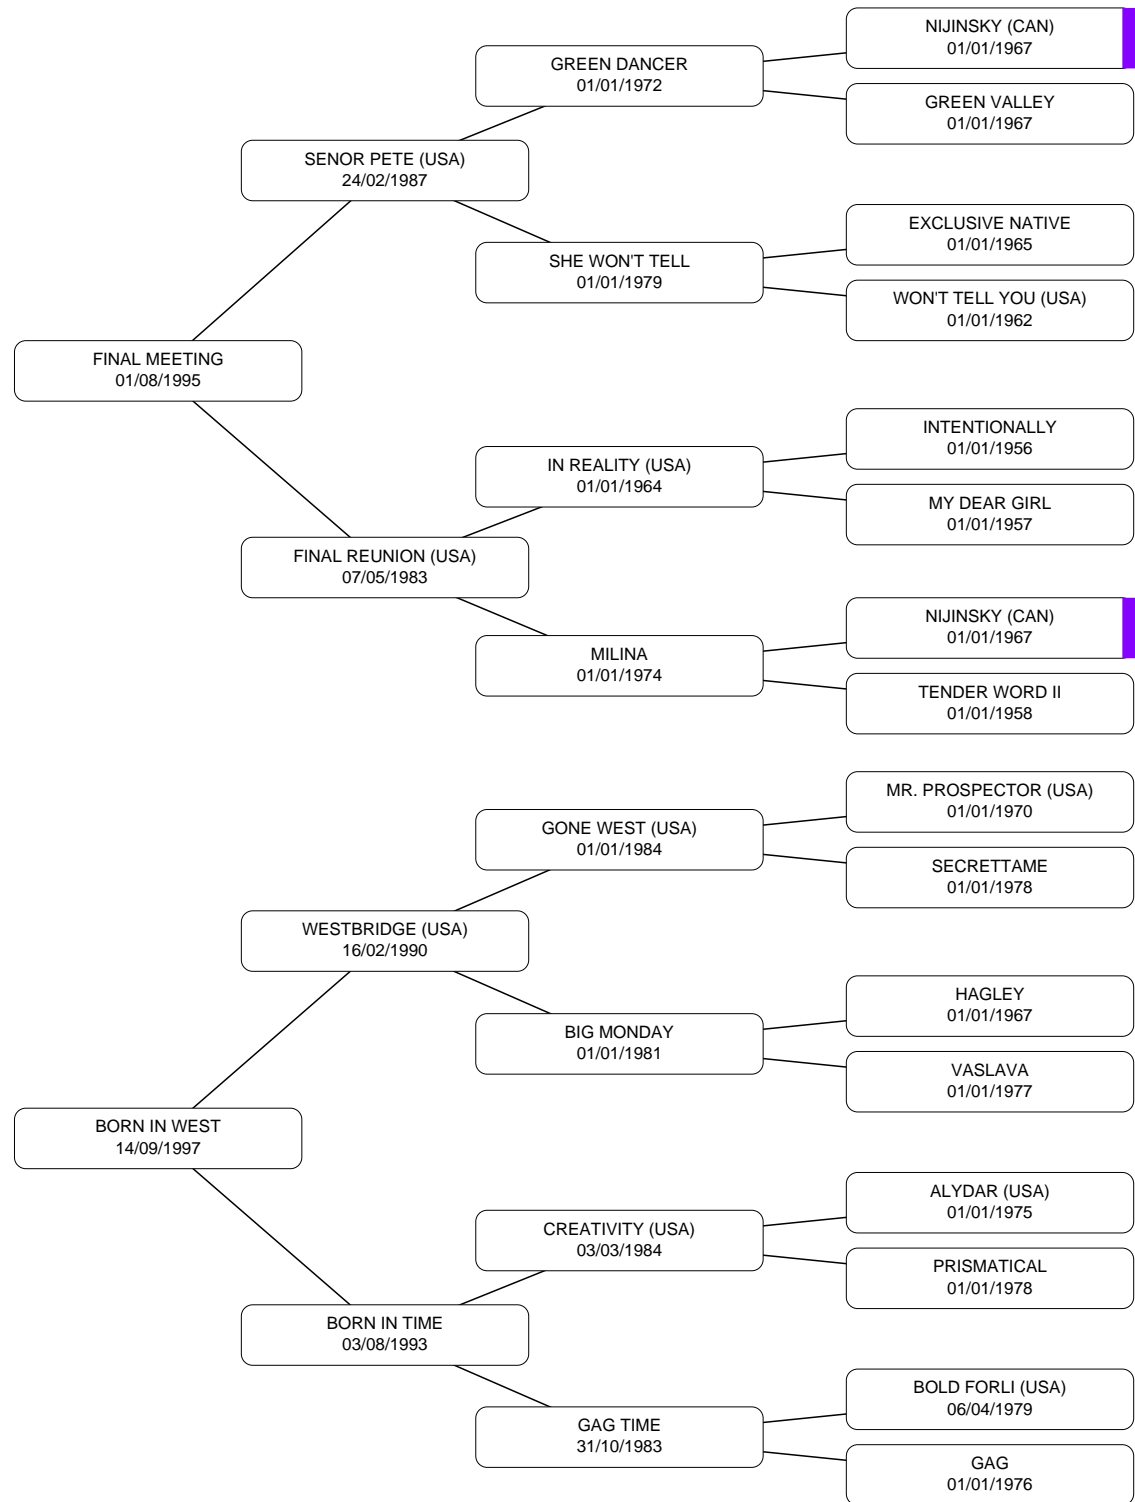 NIJINSKY (CAN)
01/01/1967
GREEN DANCER
01/01/1972
GREEN VALLEY
01/01/1967
SENOR PETE (USA)
24/02/1987
EXCLUSIVE NATIVE
01/01/1965
SHE WON'T TELL
01/01/1979
WON'T TELL YOU (USA)
01/01/1962
FINAL MEETING
01/08/1995
INTENTIONALLY
01/01/1956
IN REALITY (USA)
01/01/1964
MY DEAR GIRL
01/01/1957
FINAL REUNION (USA)
07/05/1983
NIJINSKY (CAN)
01/01/1967
MILINA
01/01/1974
TENDER WORD II
01/01/1958
MR. PROSPECTOR (USA)
01/01/1970
GONE WEST (USA)
01/01/1984
SECRETTAME
01/01/1978
WESTBRIDGE (USA)
16/02/1990
HAGLEY
01/01/1967
BIG MONDAY
01/01/1981
VASLAVA
01/01/1977
BORN IN WEST
14/09/1997
ALYDAR (USA)
01/01/1975
CREATIVITY (USA)
03/03/1984
PRISMATICAL
01/01/1978
BORN IN TIME
03/08/1993
BOLD FORLI (USA)
06/04/1979
GAG TIME
31/10/1983
GAG
01/01/1976